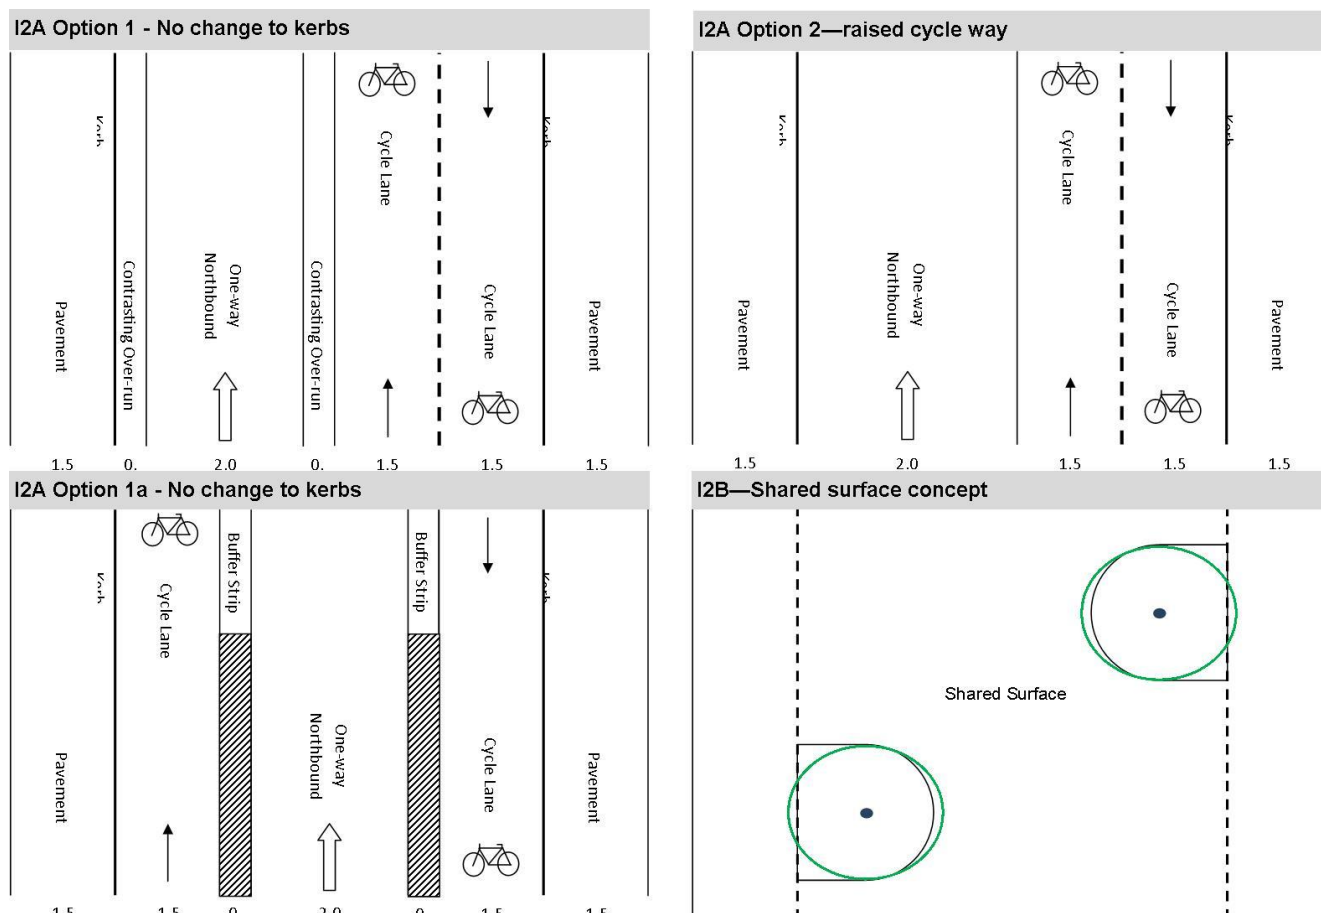 I2A Option 1 - No change to kerbs
Cycle Lane
Pavement
Contrasting Over-run
One-way
Northbound
Contrasting Over-run
Cycle Lane
Pavement
1.5 0. 2.0 0. 1.5 1.5 1.5
I2A Option 2—raised cycle way
Cycle Lane
Pavement
One-way
Northbound
Cycle Lane
Pavement
1.5 2.0 1.5 1.5 1.5
I2A Option 1a - No change to kerbs
Buffer Strip
Buffer Strip
Cycle Lane
Pavement
One-way
Northbound
Cycle Lane
Pavement
I2B—Shared surface concept
Shared Surface